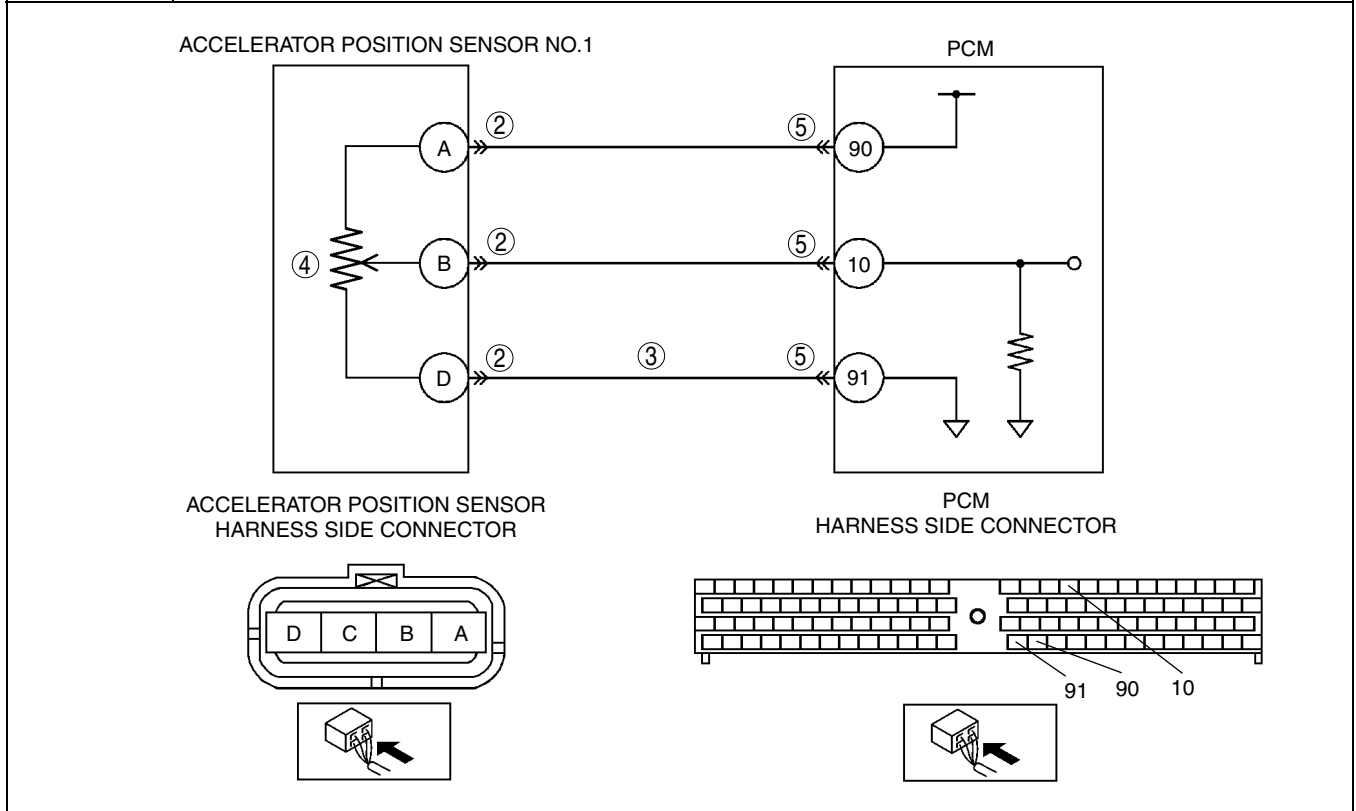 ACCELERATOR POSITION SENSOR NO.1
PCM
A ② ⑤ 90
④ B ② ⑤ 10
D ② ③ ⑤ 91
ACCELERATOR POSITION SENSOR
HARNESS SIDE CONNECTOR
PCM
HARNESS SIDE CONNECTOR
D C B A
91 90 10